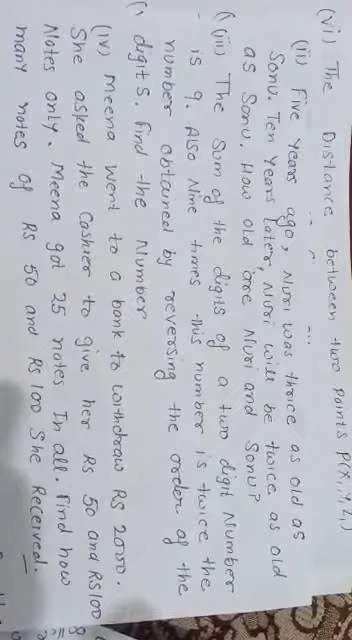 (vi) The Distance between two points P(x₁, y₁)
(ii) Five years ago, Nuri was thrice as old as
Sonu. Ten years later, Nuri will be twice as old
as Sonu. How old are Nuri and Sonu?
(iii) The Sum of the digits of a two digit Number
is 9. Also Nine times this number is twice the
number obtained by reversing the order of the
digits. Find the Number
(iv) Meena went to a bank to withdraw RS 2000.
She asked the Cashier to give her RS 50 and RS100
Notes only. Meena got 25 notes In all. Find how
many notes of RS 50 and RS 100 She Received.